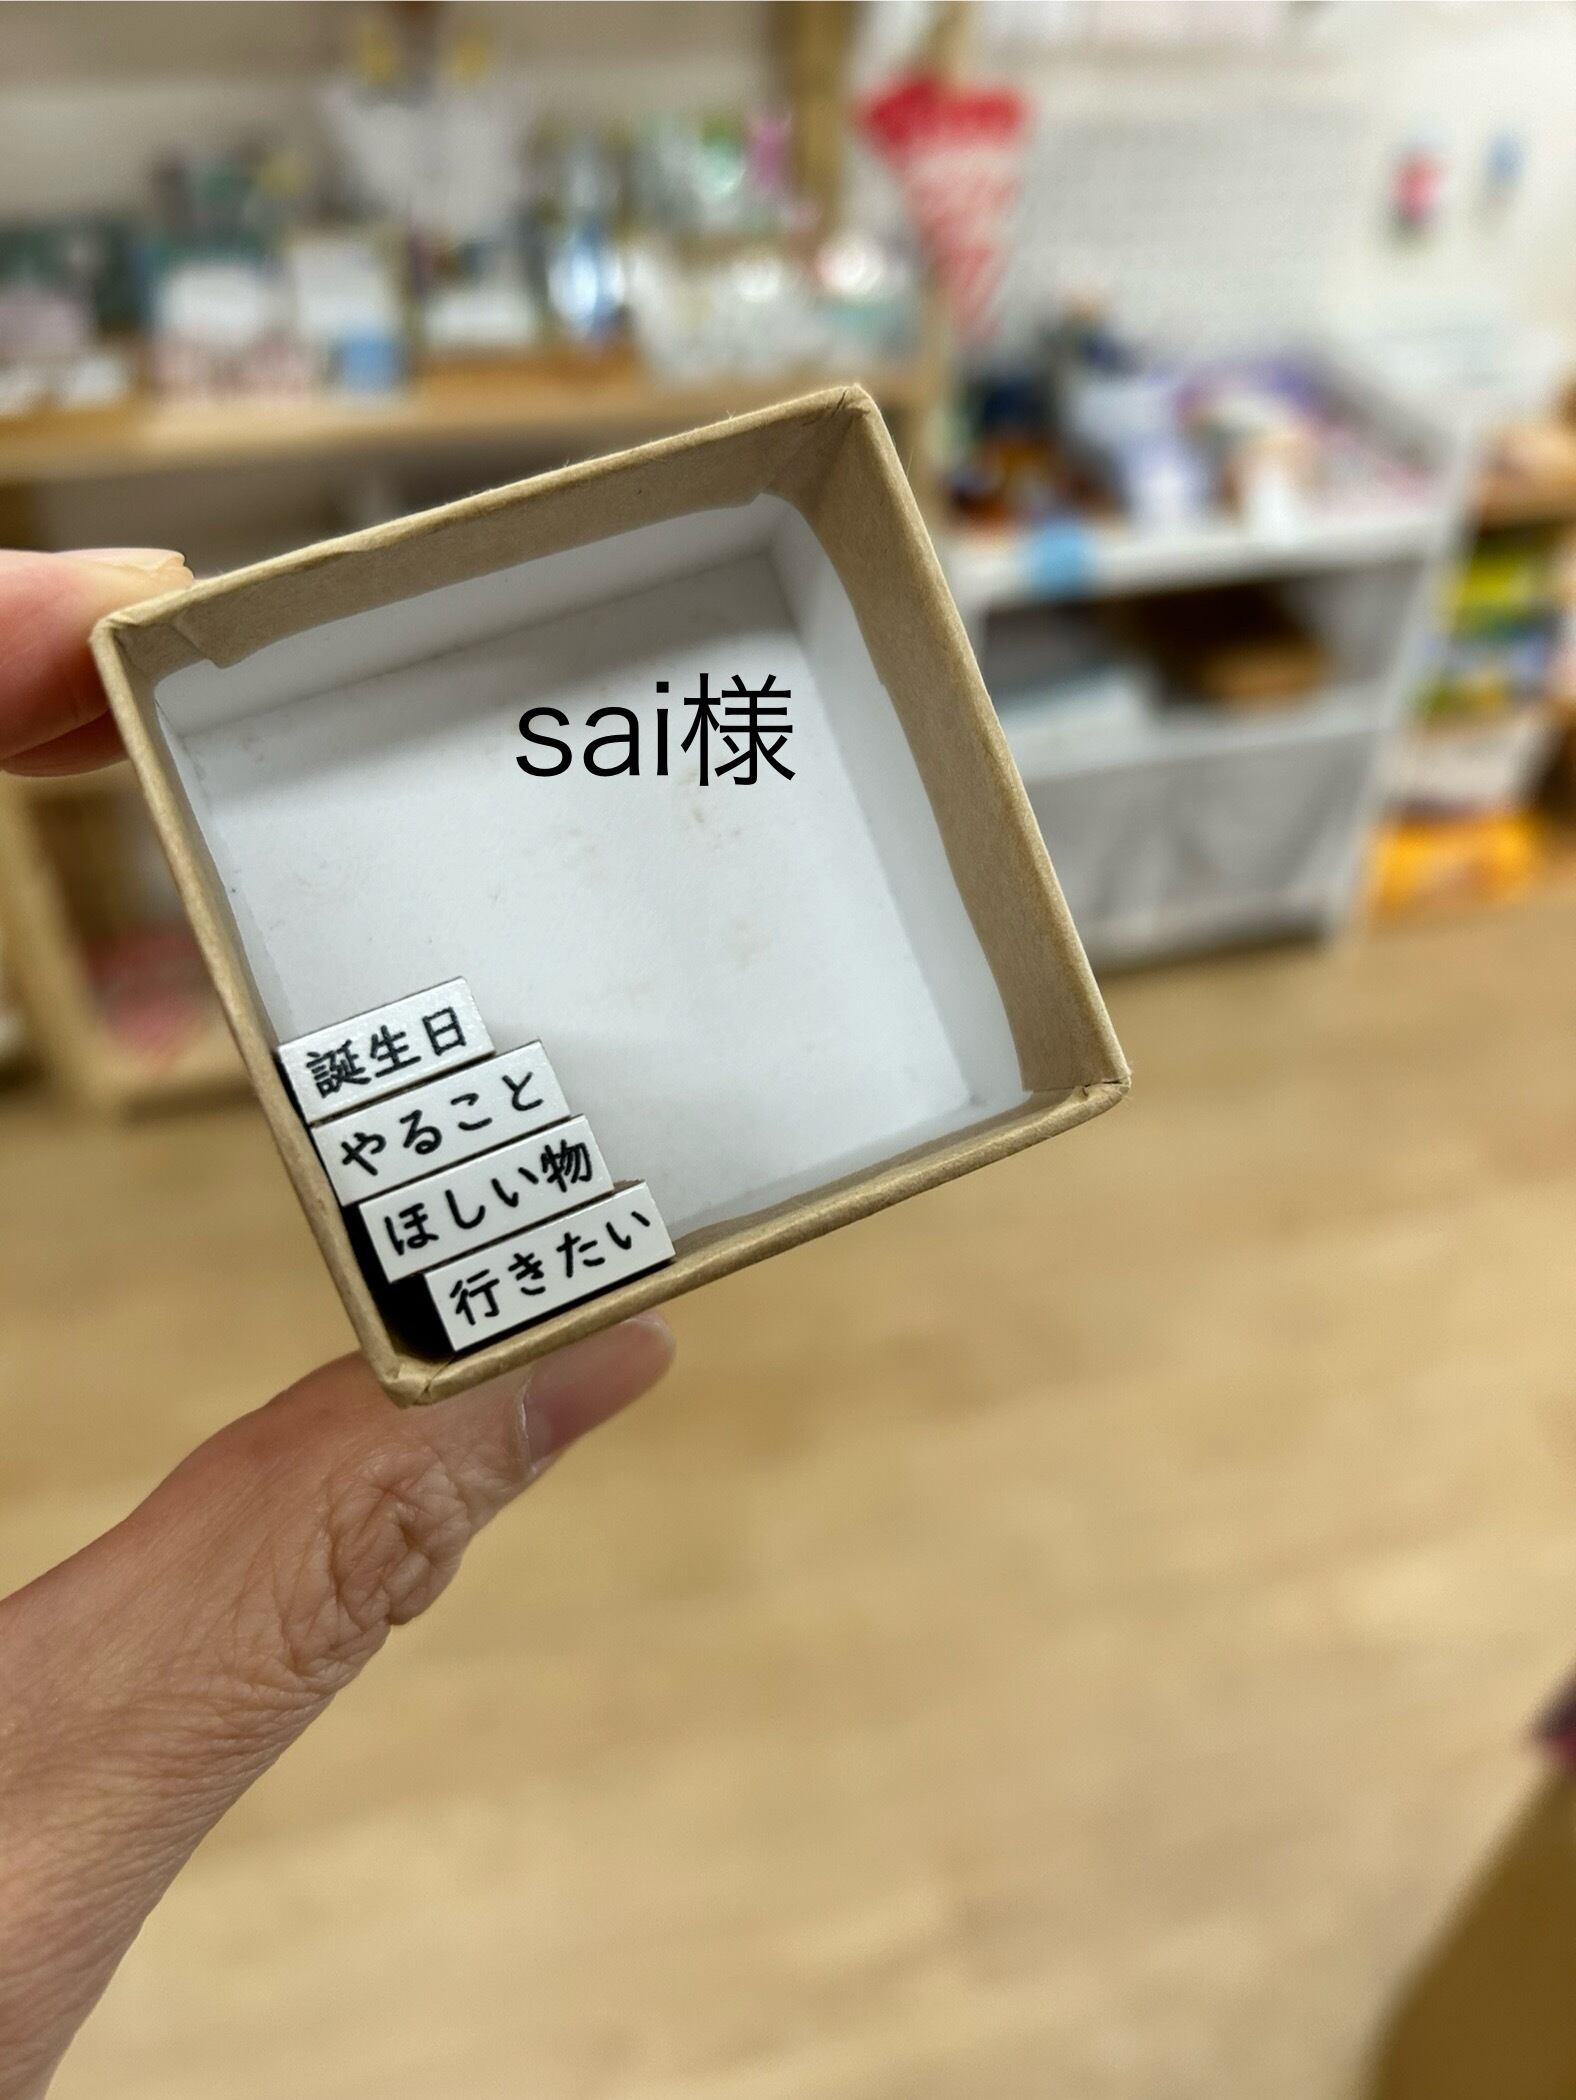 sai様
誕生日
やること
ほしい物
行きたい